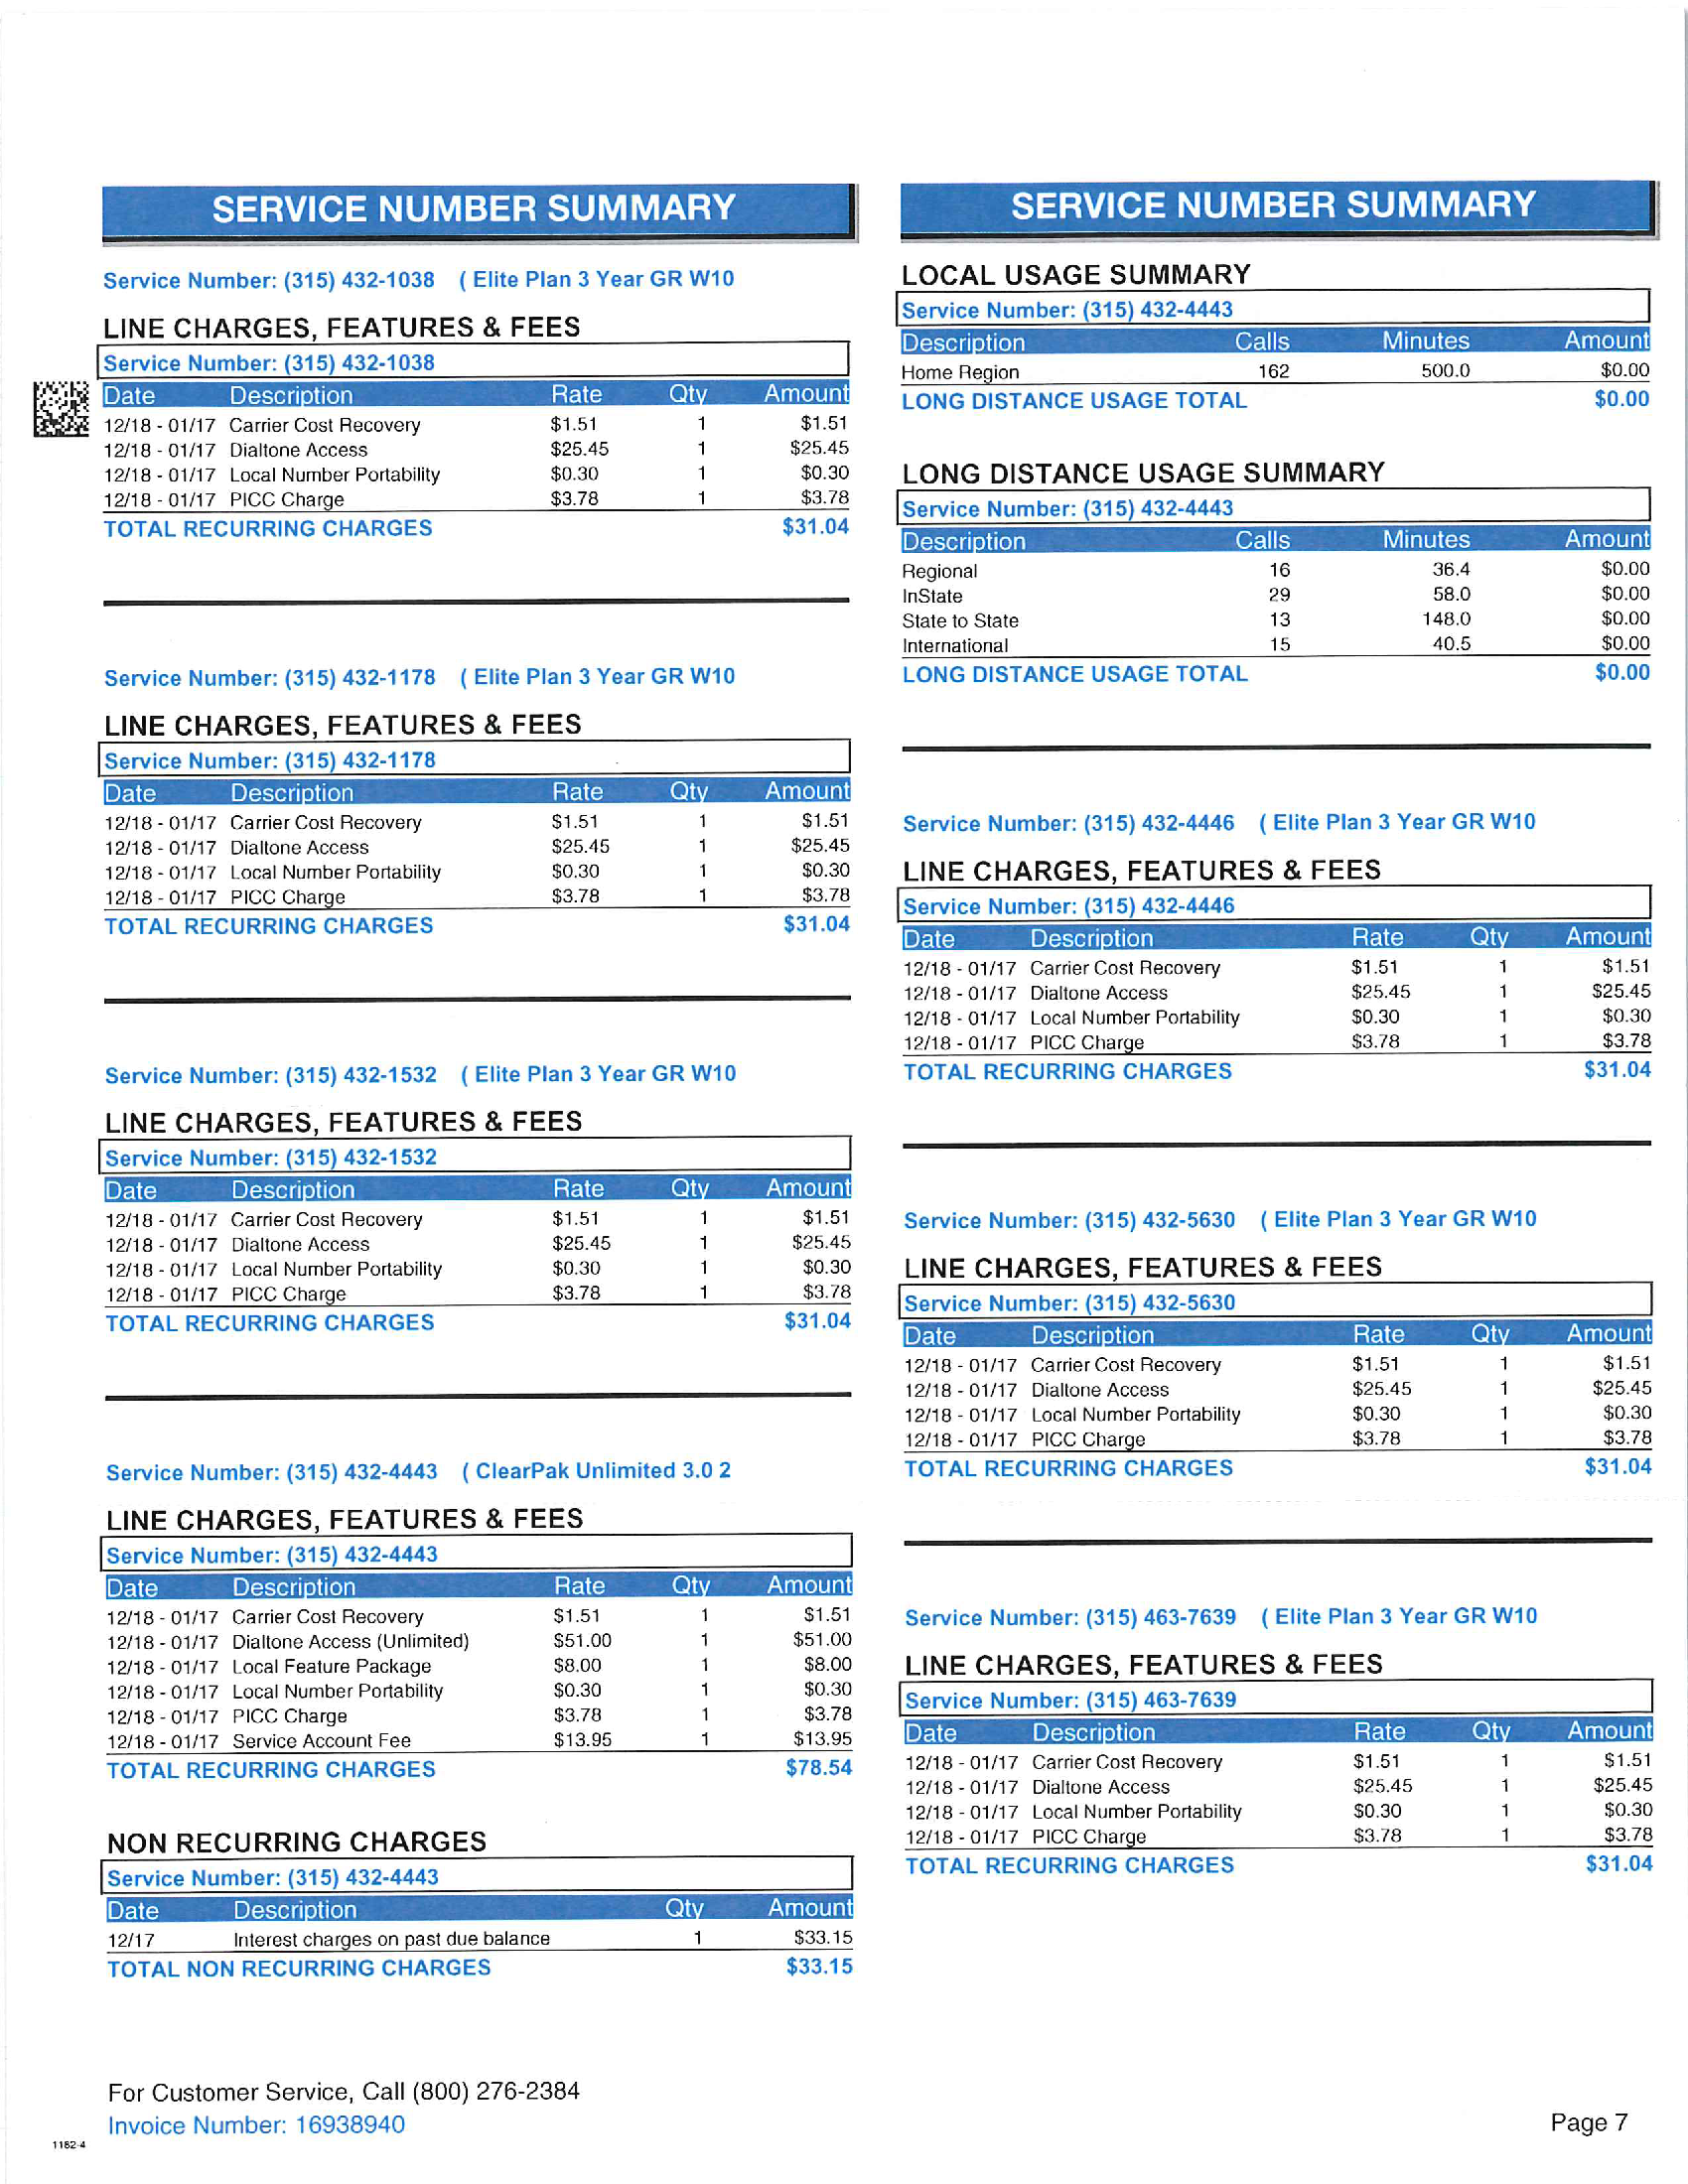 SERVICE NUMBER SUMMARY
Service Number: (315) 432-1038 ( Elite Plan 3 Year GR W10
LINE CHARGES, FEATURES & FEES
Service Number: (315) 432-1038
Date Description Rate Qty Amount
12/18 - 01/17 Carrier Cost Recovery $1.51 1 $1.51
12/18 - 01/17 Dialtone Access $25.45 1 $25.45
12/18 - 01/17 Local Number Portability $0.30 1 $0.30
12/18 - 01/17 PICC Charge $3.78 1 $3.78
TOTAL RECURRING CHARGES $31.04
Service Number: (315) 432-1178 ( Elite Plan 3 Year GR W10
LINE CHARGES, FEATURES & FEES
Service Number: (315) 432-1178
Date Description Rate Qty Amount
12/18 - 01/17 Carrier Cost Recovery $1.51 1 $1.51
12/18 - 01/17 Dialtone Access $25.45 1 $25.45
12/18 - 01/17 Local Number Portability $0.30 1 $0.30
12/18 - 01/17 PICC Charge $3.78 1 $3.78
TOTAL RECURRING CHARGES $31.04
Service Number: (315) 432-1532 ( Elite Plan 3 Year GR W10
LINE CHARGES, FEATURES & FEES
Service Number: (315) 432-1532
Date Description Rate Qty Amount
12/18 - 01/17 Carrier Cost Recovery $1.51 1 $1.51
12/18 - 01/17 Dialtone Access $25.45 1 $25.45
12/18 - 01/17 Local Number Portability $0.30 1 $0.30
12/18 - 01/17 PICC Charge $3.78 1 $3.78
TOTAL RECURRING CHARGES $31.04
Service Number: (315) 432-4443 ( ClearPak Unlimited 3.0 2
LINE CHARGES, FEATURES & FEES
Service Number: (315) 432-4443
Date Description Rate Qty Amount
12/18 - 01/17 Carrier Cost Recovery $1.51 1 $1.51
12/18 - 01/17 Dialtone Access (Unlimited) $51.00 1 $51.00
12/18 - 01/17 Local Feature Package $8.00 1 $8.00
12/18 - 01/17 Local Number Portability $0.30 1 $0.30
12/18 - 01/17 PICC Charge $3.78 1 $3.78
12/18 - 01/17 Service Account Fee $13.95 1 $13.95
TOTAL RECURRING CHARGES $78.54
NON RECURRING CHARGES
Service Number: (315) 432-4443
Date Description Qty Amount
12/17 Interest charges on past due balance 1 $33.15
TOTAL NON RECURRING CHARGES $33.15
SERVICE NUMBER SUMMARY
LOCAL USAGE SUMMARY
Service Number: (315) 432-4443
Description Calls Minutes Amount
Home Region 162 500.0 $0.00
LONG DISTANCE USAGE TOTAL $0.00
LONG DISTANCE USAGE SUMMARY
Service Number: (315) 432-4443
Description Calls Minutes Amount
Regional 16 36.4 $0.00
InState 29 58.0 $0.00
State to State 13 148.0 $0.00
International 15 40.5 $0.00
LONG DISTANCE USAGE TOTAL $0.00
Service Number: (315) 432-4446 ( Elite Plan 3 Year GR W10
LINE CHARGES, FEATURES & FEES
Service Number: (315) 432-4446
Date Description Rate Qty Amount
12/18 - 01/17 Carrier Cost Recovery $1.51 1 $1.51
12/18 - 01/17 Dialtone Access $25.45 1 $25.45
12/18 - 01/17 Local Number Portability $0.30 1 $0.30
12/18 - 01/17 PICC Charge $3.78 1 $3.78
TOTAL RECURRING CHARGES $31.04
Service Number: (315) 432-5630 ( Elite Plan 3 Year GR W10
LINE CHARGES, FEATURES & FEES
Service Number: (315) 432-5630
Date Description Rate Qty Amount
12/18 - 01/17 Carrier Cost Recovery $1.51 1 $1.51
12/18 - 01/17 Dialtone Access $25.45 1 $25.45
12/18 - 01/17 Local Number Portability $0.30 1 $0.30
12/18 - 01/17 PICC Charge $3.78 1 $3.78
TOTAL RECURRING CHARGES $31.04
Service Number: (315) 463-7639 ( Elite Plan 3 Year GR W10
LINE CHARGES, FEATURES & FEES
Service Number: (315) 463-7639
Date Description Rate Qty Amount
12/18 - 01/17 Carrier Cost Recovery $1.51 1 $1.51
12/18 - 01/17 Dialtone Access $25.45 1 $25.45
12/18 - 01/17 Local Number Portability $0.30 1 $0.30
12/18 - 01/17 PICC Charge $3.78 1 $3.78
TOTAL RECURRING CHARGES $31.04
For Customer Service, Call (800) 276-2384
Invoice Number: 16938940
Page 7
1182-4